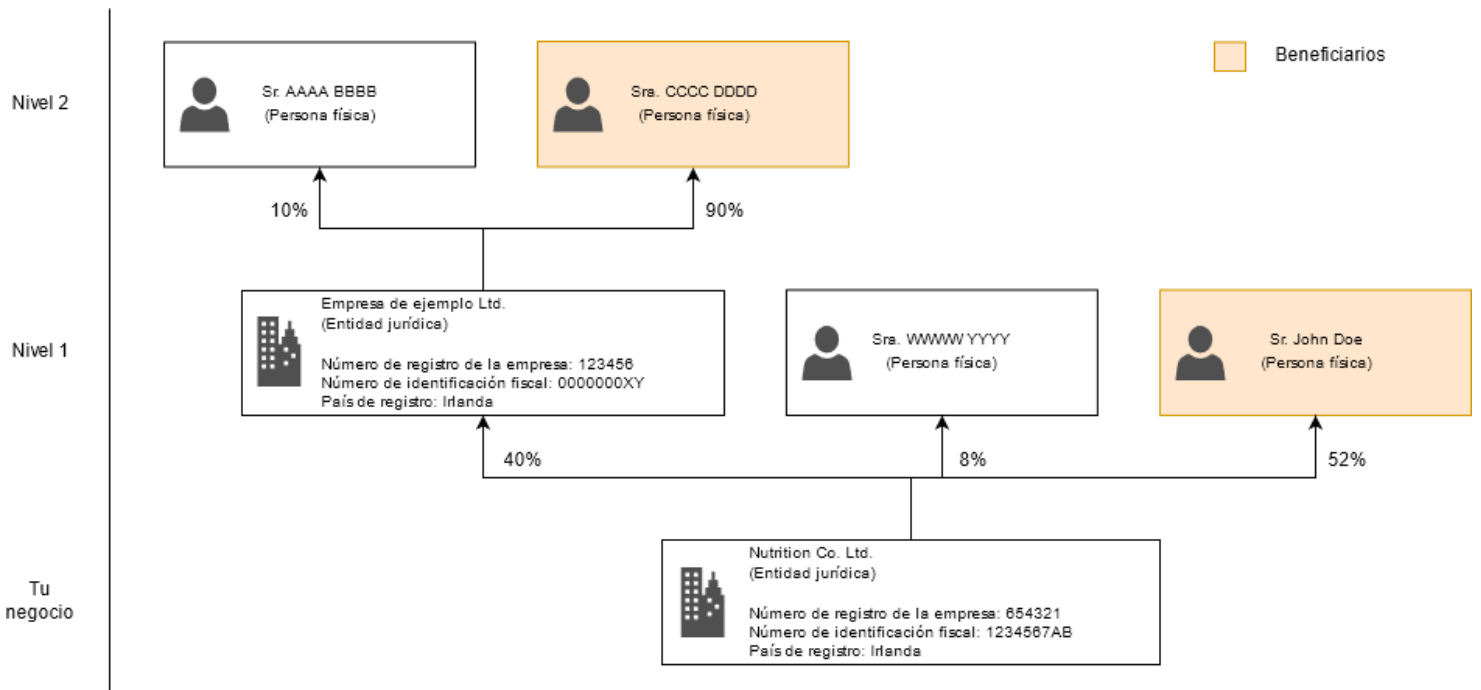 Beneficiarios
Nivel 2
Sr. AAAA BBBB
(Persona física)
Sra. CCCC DDDD
(Persona física)
10%
90%
Nivel 1
Empresa de ejemplo Ltd.
(Entidad jurídica)
Número de registro de la empresa: 123456
Número de identificación fiscal: 0000000XY
País de registro: Irlanda
Sra. WWWW YYYY
(Persona física)
Sr. John Doe
(Persona física)
40%
8%
52%
Tu
negocio
Nutrition Co. Ltd.
(Entidad jurídica)
Número de registro de la empresa: 654321
Número de identificación fiscal: 1234567AB
País de registro: Irlanda